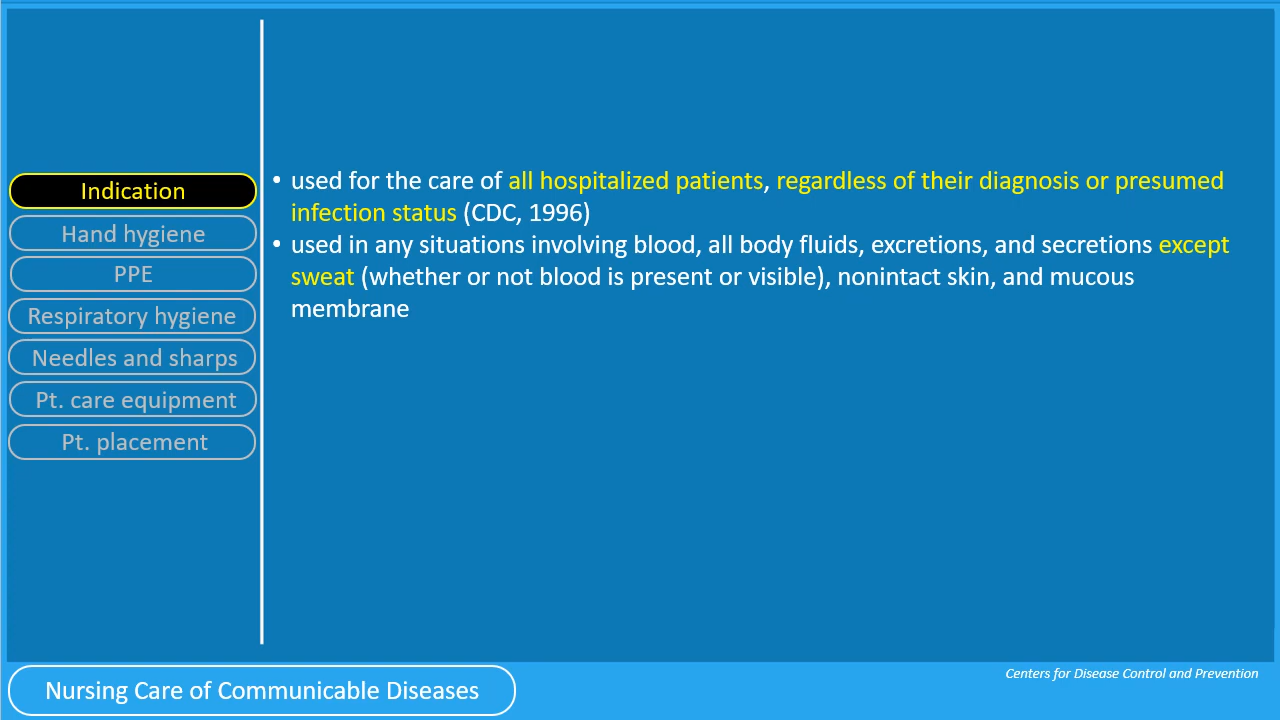 Indication
Hand hygiene
PPE
Respiratory hygiene
Needles and sharps
Pt. care equipment
Pt. placement
• used for the care of all hospitalized patients, regardless of their diagnosis or presumed
infection status (CDC, 1996)
• used in any situations involving blood, all body fluids, excretions, and secretions except
sweat (whether or not blood is present or visible), nonintact skin, and mucous
membrane
Nursing Care of Communicable Diseases
Centers for Disease Control and Prevention